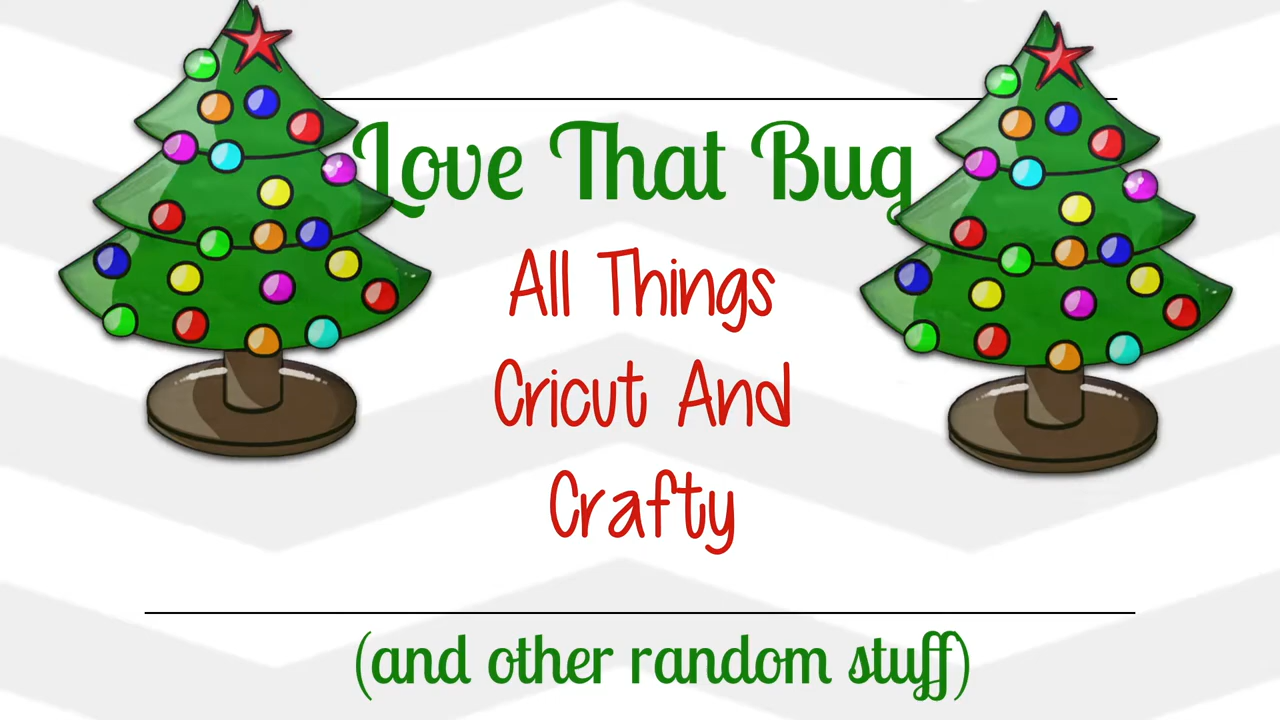 Love That Bug
All Things
Cricut And
Crafty
(and other random stuff)